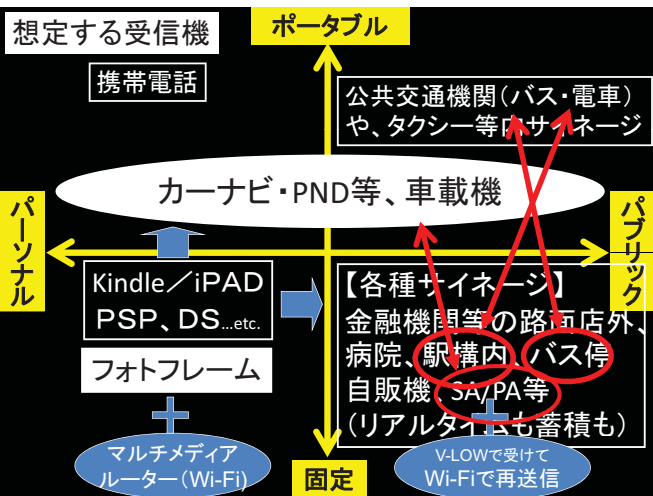 想定する受信機
ポータブル
携帯電話
公共交通機関(バス・電車)
や、タクシー等内サイネージ
カーナビ・PND等、車載機
パーソナル
パブリック
Kindle／iPAD
PSP、DS...etc.
フォトフレーム
マルチメディア
ルーター(Wi-Fi)
【各種サイネージ】
金融機関等の路面店外、
病院、駅構内、バス停
自販機、SA/PA等
(リアルタイムも蓄積も)
V-LOWで受けて
Wi-Fiで再送信
固定